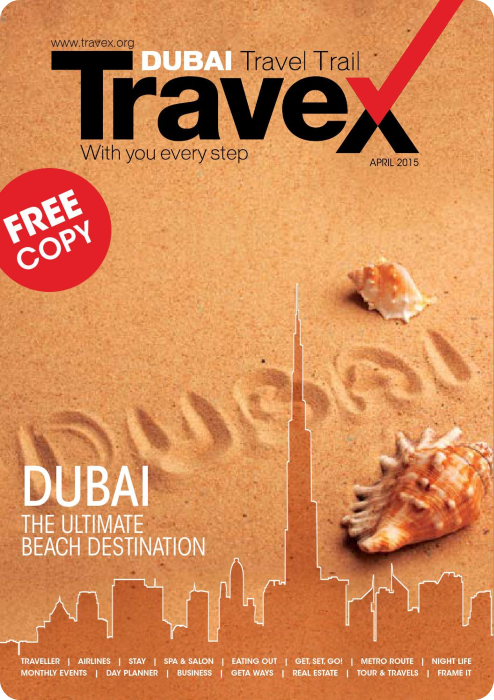 www.travex.org
DUBAI Travel Trail
Travex
With you every step
APRIL 2015
FREE
COPY
DUBAI
DUBAI
THE ULTIMATE
BEACH DESTINATION
TRAVELLER | AIRLINES | STAY | SPA & SALON | EATING OUT | GET, SET, GO! | METRO ROUTE | NIGHT LIFE
MONTHLY EVENTS | DAY PLANNER | BUSINESS | GETA WAYS | REAL ESTATE | TOUR & TRAVELS | FRAME IT